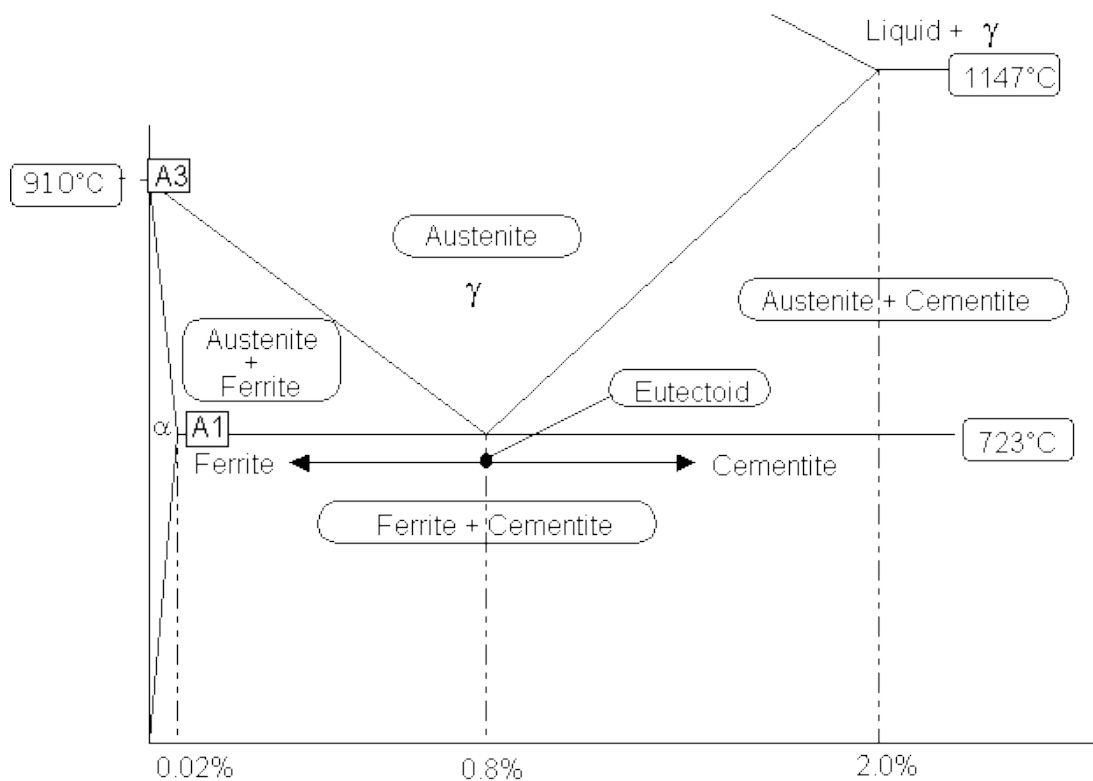 Liquid + γ
1147°C
910°C
A3
Austenite
γ
Austenite + Cementite
Austenite
+
Ferrite
Eutectoid
α
A1
723°C
Ferrite
Cementite
Ferrite + Cementite
0.02%
0.8%
2.0%